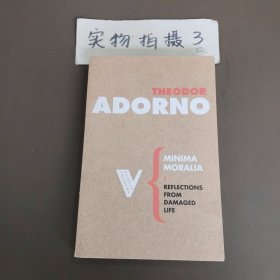 实物拍摄 3
THEODOR
ADORNO
MINIMA
MORALIA
REFLECTIONS
FROM
DAMAGED
LIFE